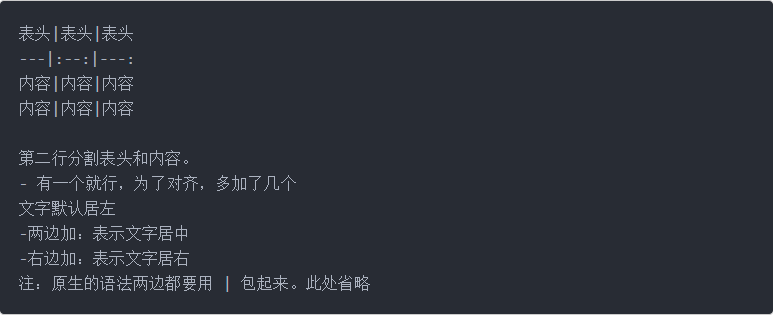 表头|表头|表头
---|:--:|---:
内容|内容|内容
内容|内容|内容
第二行分割表头和内容。
- 有一个就行，为了对齐，多加了几个
文字默认居左
-两边加：表示文字居中
-右边加：表示文字居右
注：原生的语法两边都要用 | 包起来。此处省略